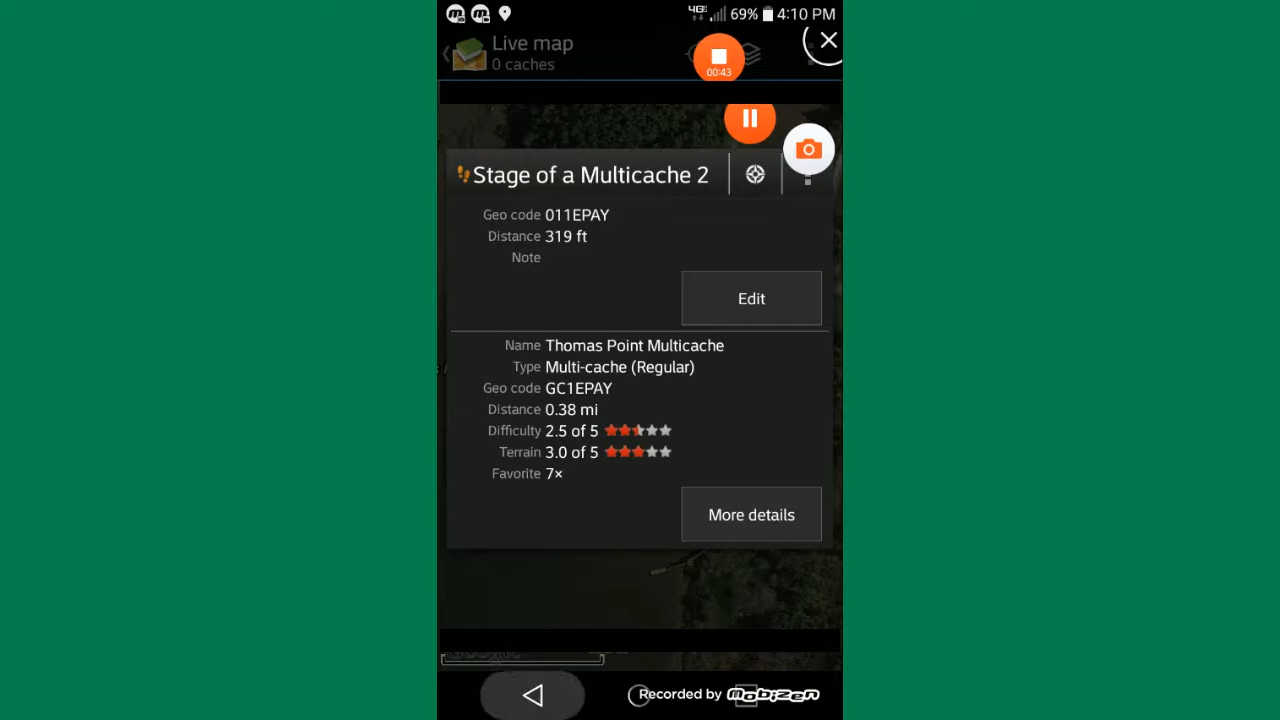 4G 69% 4:10 PM
Live map
0 caches
00:43
Stage of a Multicache 2
Geo code 011EPAY
Distance 319 ft
Note
Edit
Name Thomas Point Multicache
Type Multi-cache (Regular)
Geo code GC1EPAY
Distance 0.38 mi
Difficulty 2.5 of 5
Terrain 3.0 of 5
Favorite 7×
More details
Recorded by Mobizen